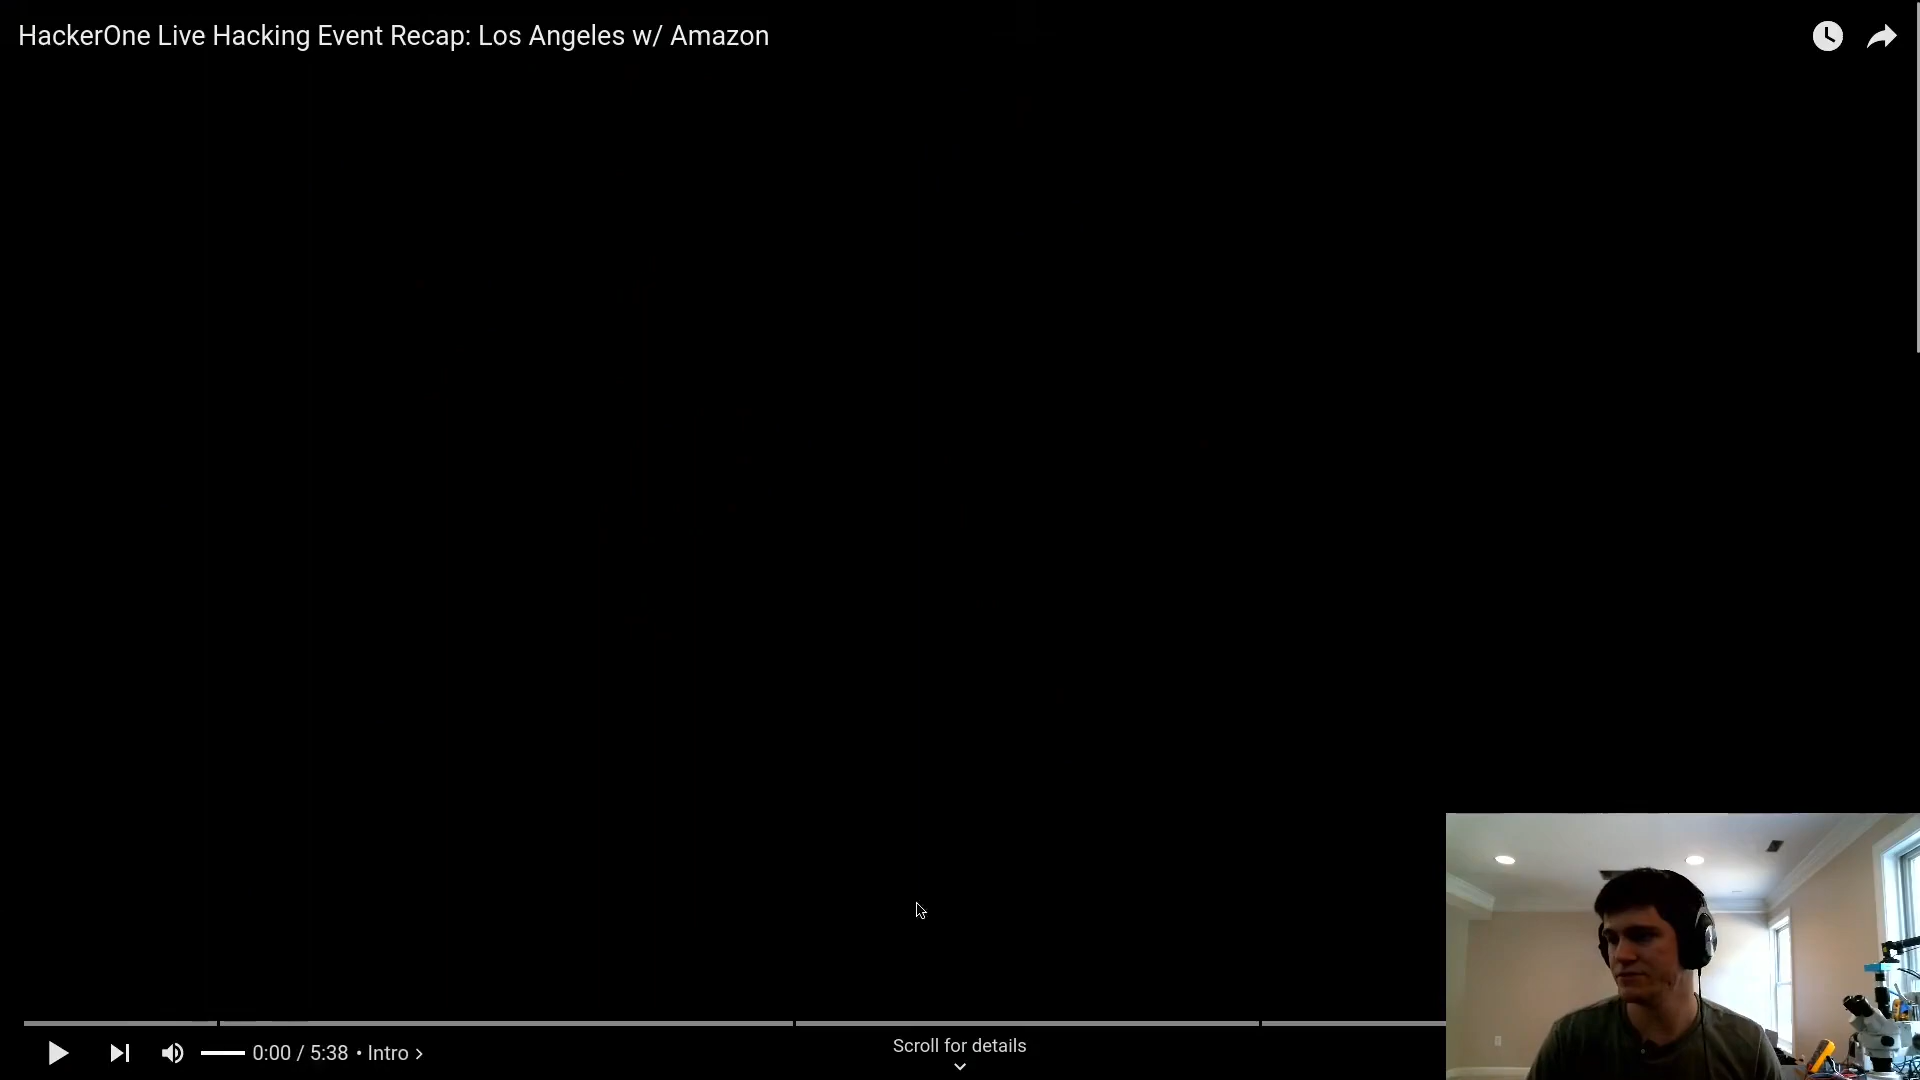 HackerOne Live Hacking Event Recap: Los Angeles w/ Amazon
Scroll for details
0:00 / 5:38 • Intro ›